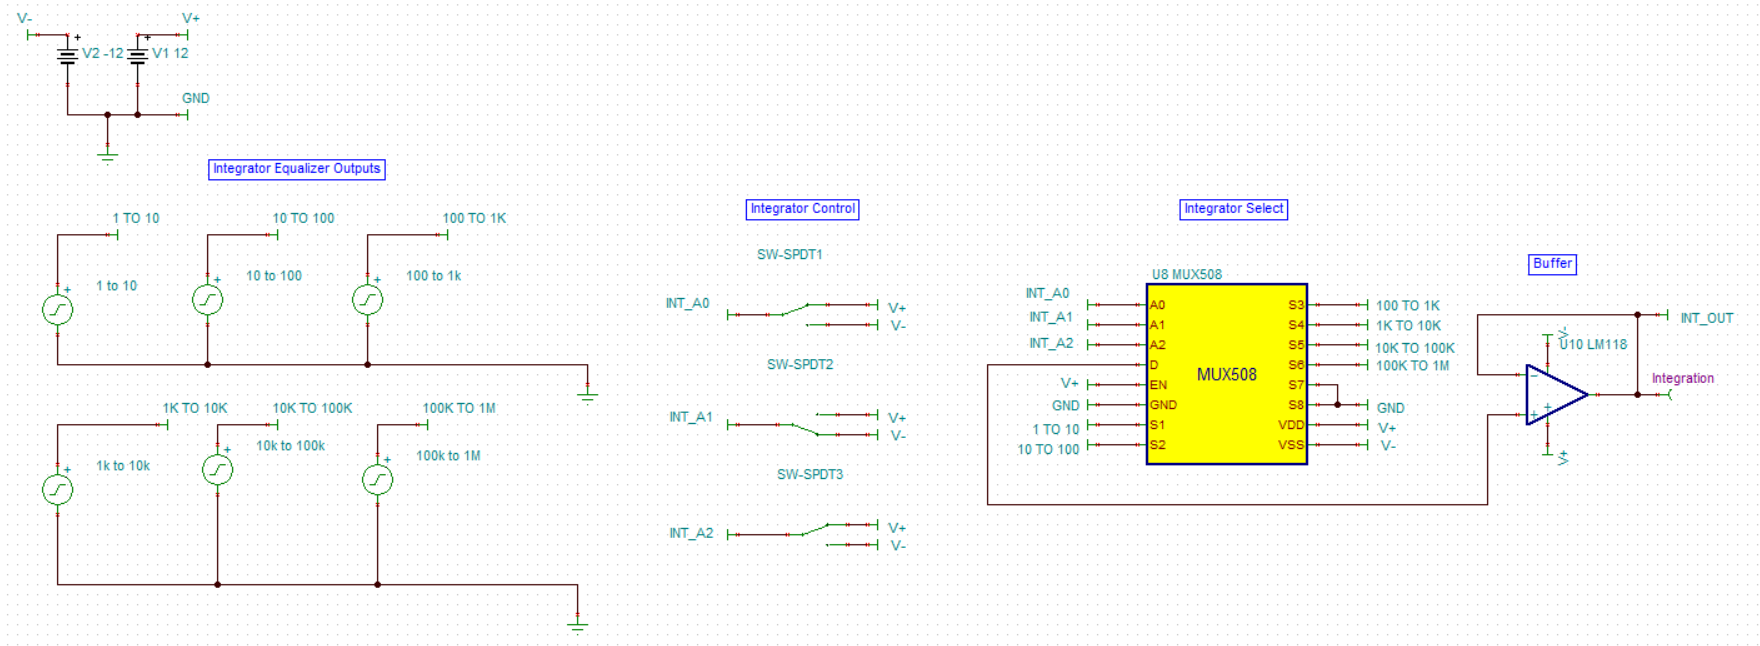 V-
V+
+
+
V2 -12
V1 12
GND
Integrator Equalizer Outputs
1 TO 10
10 TO 100
100 TO 1K
+
1 to 10
+
10 to 100
+
100 to 1k
1K TO 10K
10K TO 100K
100K TO 1M
+
1k to 10k
+
10k to 100k
+
100k to 1M
Integrator Control
SW-SPDT1
INT_A0
V+
V-
SW-SPDT2
INT_A1
V+
V-
SW-SPDT3
INT_A2
V+
V-
Integrator Select
U8 MUX508
INT_A0
INT_A1
INT_A2
V+
GND
1 TO 10
10 TO 100
A0
A1
A2
D
EN
GND
S1
S2
MUX508
S3
S4
S5
S6
S7
S8
VDD
VSS
100 TO 1K
1K TO 10K
10K TO 100K
100K TO 1M
GND
V+
V-
Buffer
INT_OUT
V-
U10 LM118
-
+
+
V+
Integration